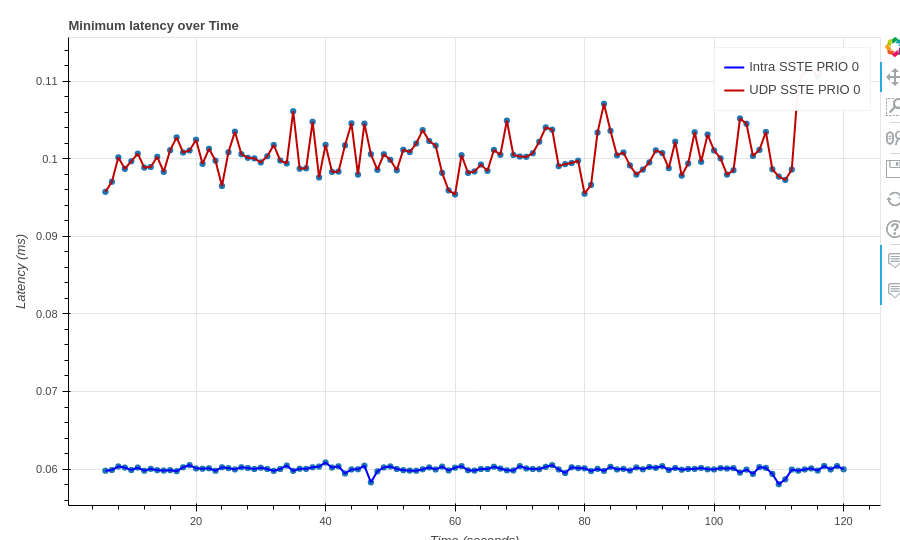 Minimum latency over Time
Intra SSTE PRIO 0
UDP SSTE PRIO 0
0.11
0.1
0.09
0.08
0.07
0.06
Latency (ms)
20
40
60
80
100
120
Time (seconds)